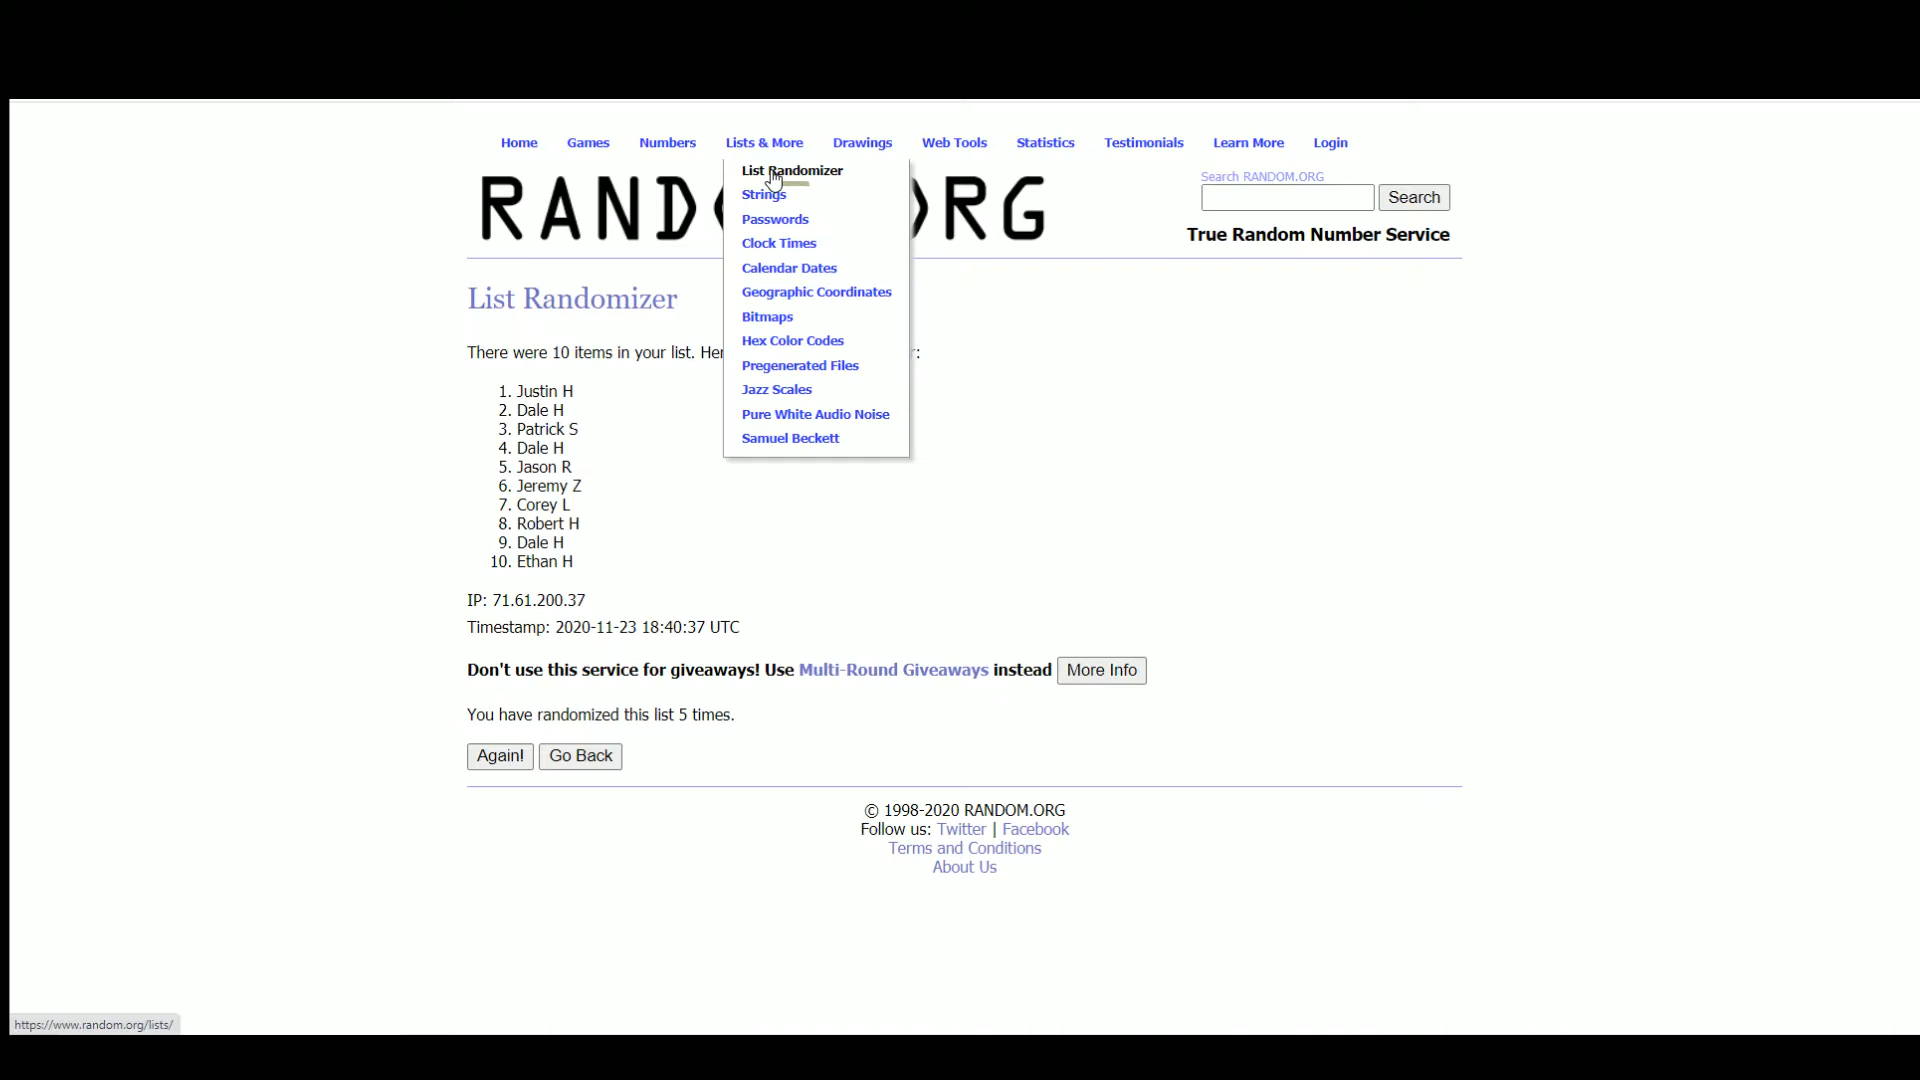 Home Games Numbers Lists & More Drawings Web Tools Statistics Testimonials Learn More Login
List Randomizer
Strings
Passwords
Clock Times
Calendar Dates
Geographic Coordinates
Bitmaps
Hex Color Codes
Pregenerated Files
Jazz Scales
Pure White Audio Noise
Samuel Beckett
RAND RG
Search RANDOM.ORG
Search
True Random Number Service
List Randomizer
There were 10 items in your list. Her :
1. Justin H
2. Dale H
3. Patrick S
4. Dale H
5. Jason R
6. Jeremy Z
7. Corey L
8. Robert H
9. Dale H
10. Ethan H
IP: 71.61.200.37
Timestamp: 2020-11-23 18:40:37 UTC
Don't use this service for giveaways! Use Multi-Round Giveaways instead More Info
You have randomized this list 5 times.
Again! Go Back
© 1998-2020 RANDOM.ORG
Follow us: Twitter | Facebook
Terms and Conditions
About Us
https://www.random.org/lists/